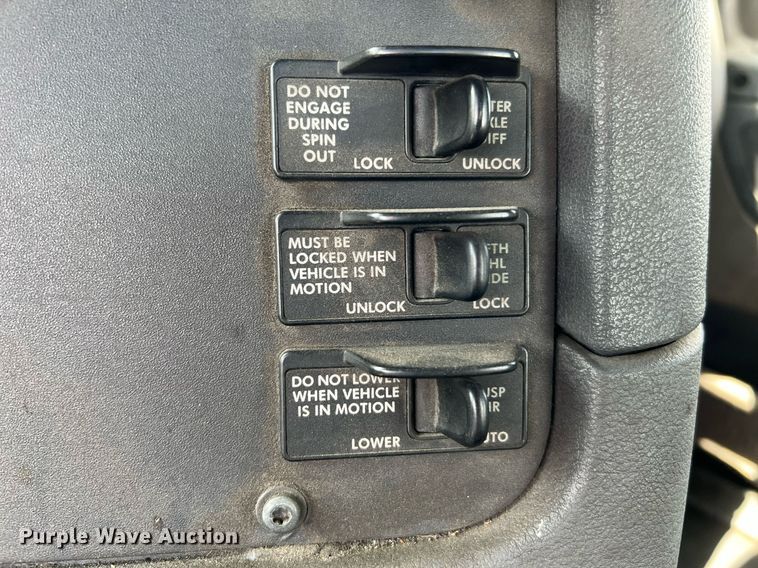 DO NOT
ENGAGE
DURING
SPIN
OUT
LOCK
UNLOCK
MUST BE
LOCKED WHEN
VEHICLE IS IN
MOTION
UNLOCK
LOCK
DO NOT LOWER
WHEN VEHICLE
IS IN MOTION
LOWER
Purple Wave Auction